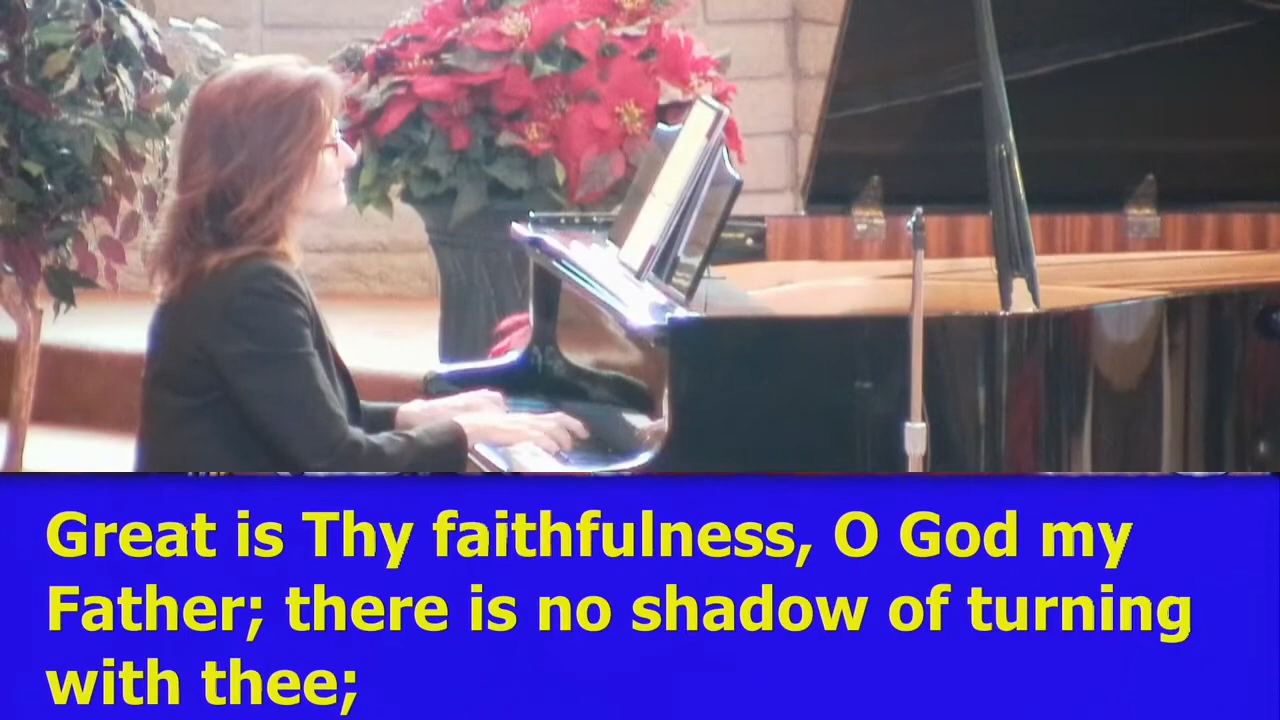 Great is Thy faithfulness, O God my
Father; there is no shadow of turning
with thee;